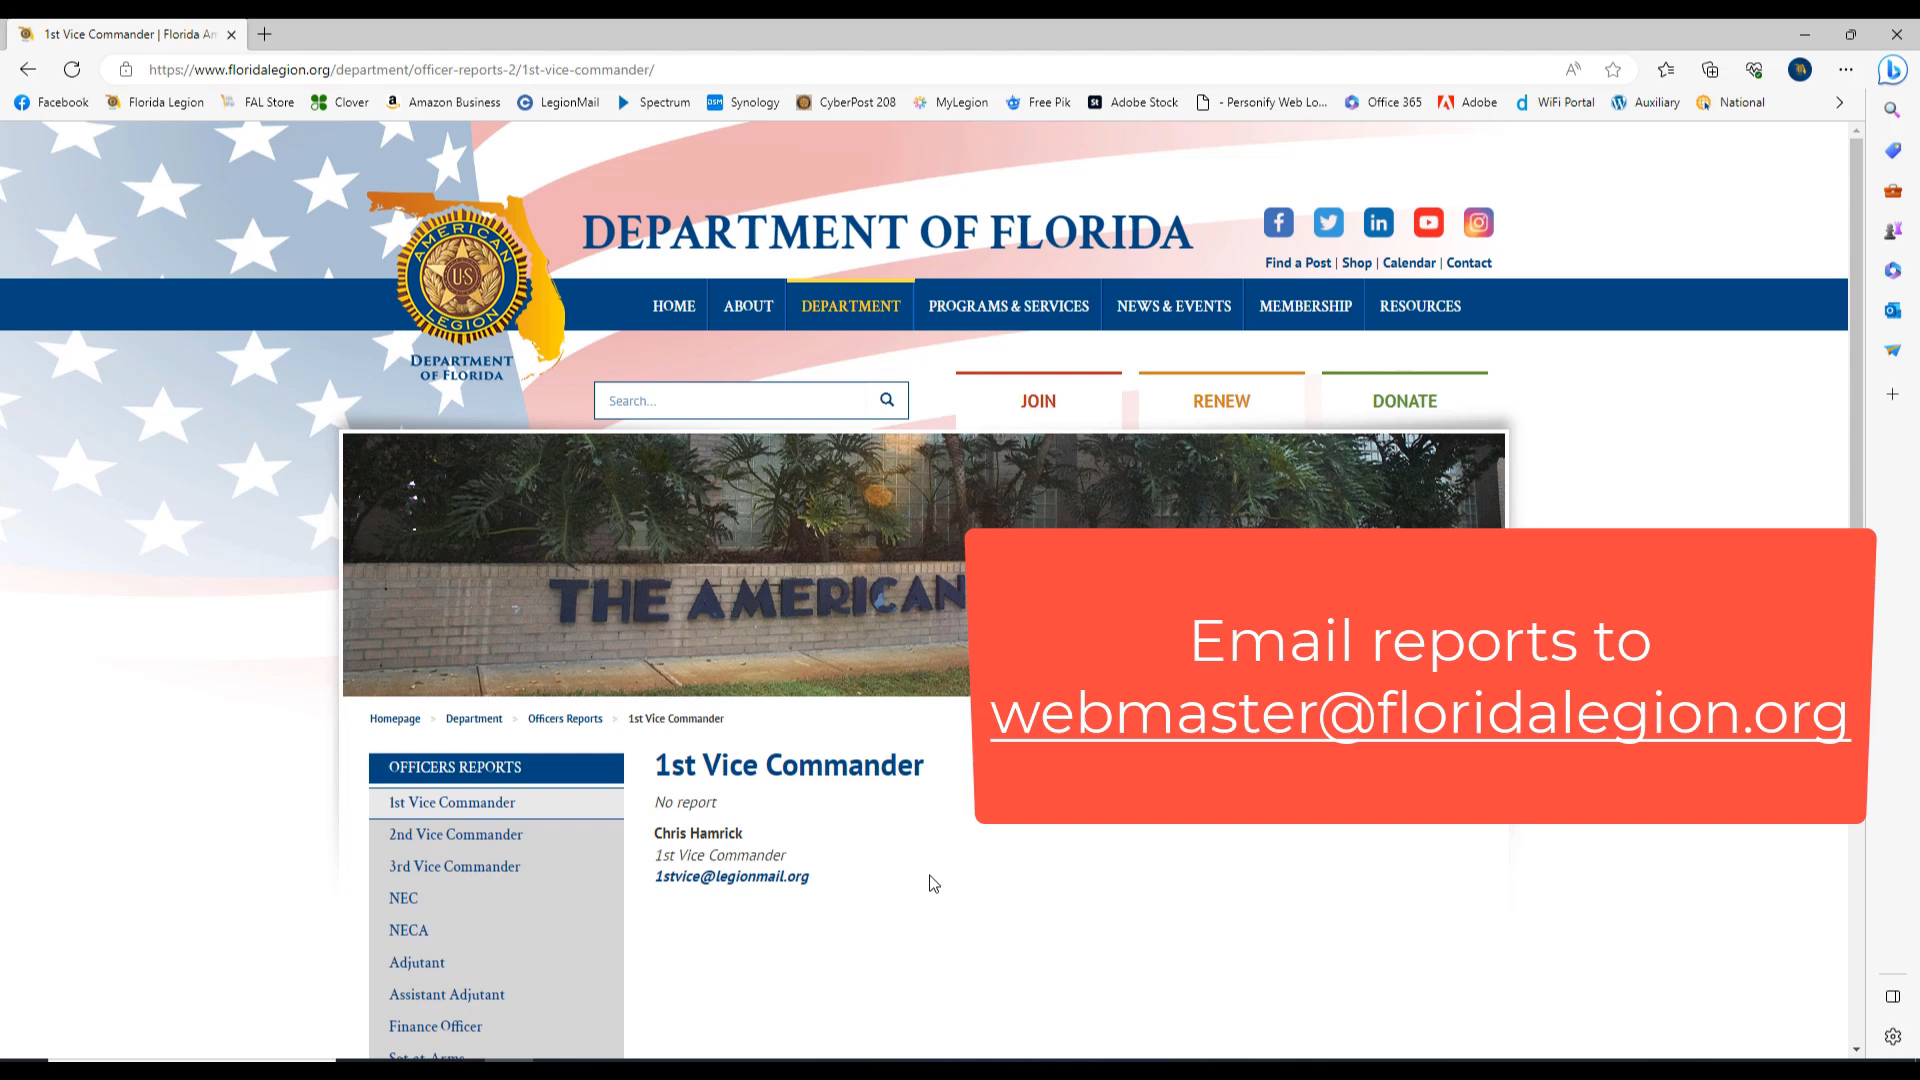 1st Vice Commander | Florida Am
https://www.floridalegion.org/department/officer-reports-2/1st-vice-commander/
Facebook
Florida Legion
FAL Store
Clover
Amazon Business
LegionMail
Spectrum
DSM
Synology
CyberPost 208
MyLegion
Free Pik
St
Adobe Stock
- Personify Web Lo...
Office 365
Adobe
WiFi Portal
Auxiliary
National
AMERICAN
US
LEGION
DEPARTMENT
OF FLORIDA
DEPARTMENT OF FLORIDA
Find a Post | Shop | Calendar | Contact
HOME
ABOUT
DEPARTMENT
PROGRAMS & SERVICES
NEWS & EVENTS
MEMBERSHIP
RESOURCES
Search...
JOIN
RENEW
DONATE
THE AMERICAN
Email reports to
webmaster@floridalegion.org
Homepage > Department > Officers Reports > 1st Vice Commander
OFFICERS REPORTS
1st Vice Commander
2nd Vice Commander
3rd Vice Commander
NEC
NECA
Adjutant
Assistant Adjutant
Finance Officer
Sgt-at-Arms
1st Vice Commander
No report
Chris Hamrick
1st Vice Commander
1stvice@legionmail.org